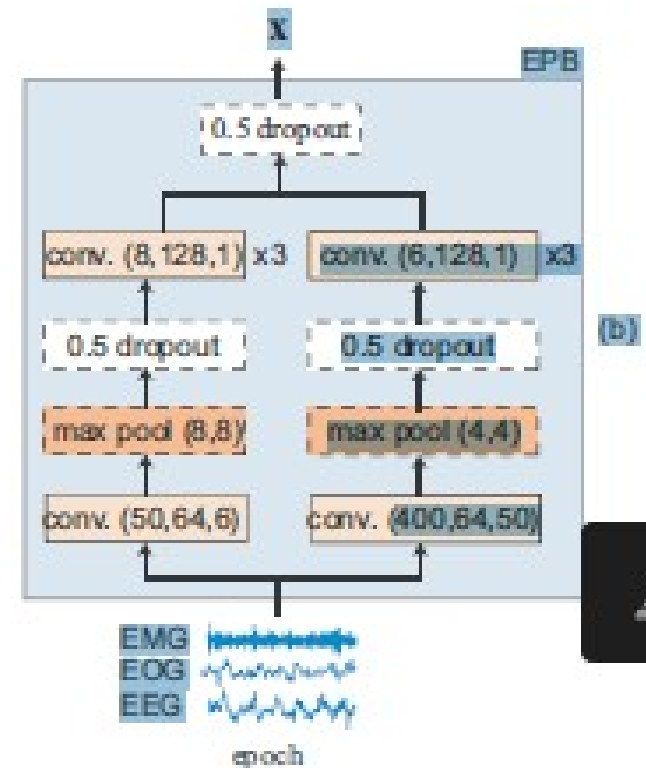 x
EPB
0.5 dropout
conv. (8,128,1) x3
conv. (6,128,1) x3
0.5 dropout
0.5 dropout
(b)
max pool (8,8)
max pool (4,4)
conv. (50,64,6)
conv. (400,64,50)
EMG
EOG
EEG
epoch